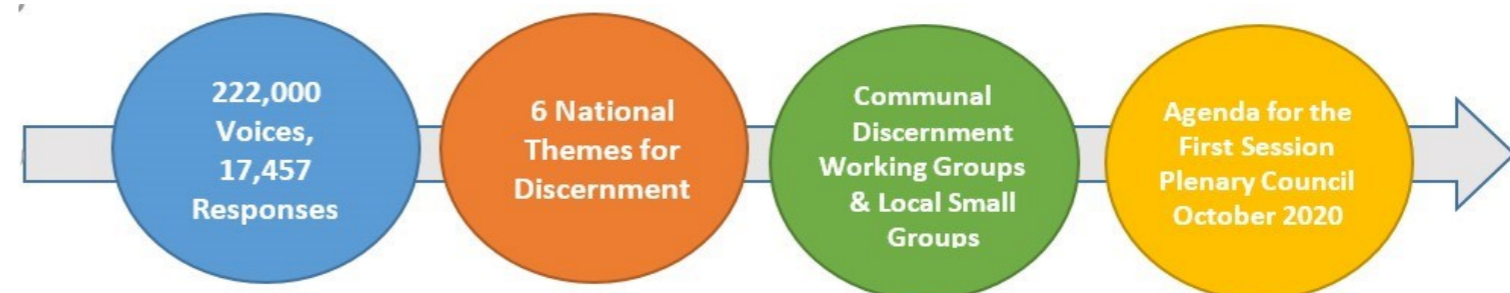 222,000
Voices,
17,457
Responses
6 National
Themes for
Discernment
Communal
Discernment
Working Groups
& Local Small
Groups
Agenda for the
First Session
Plenary Council
October 2020